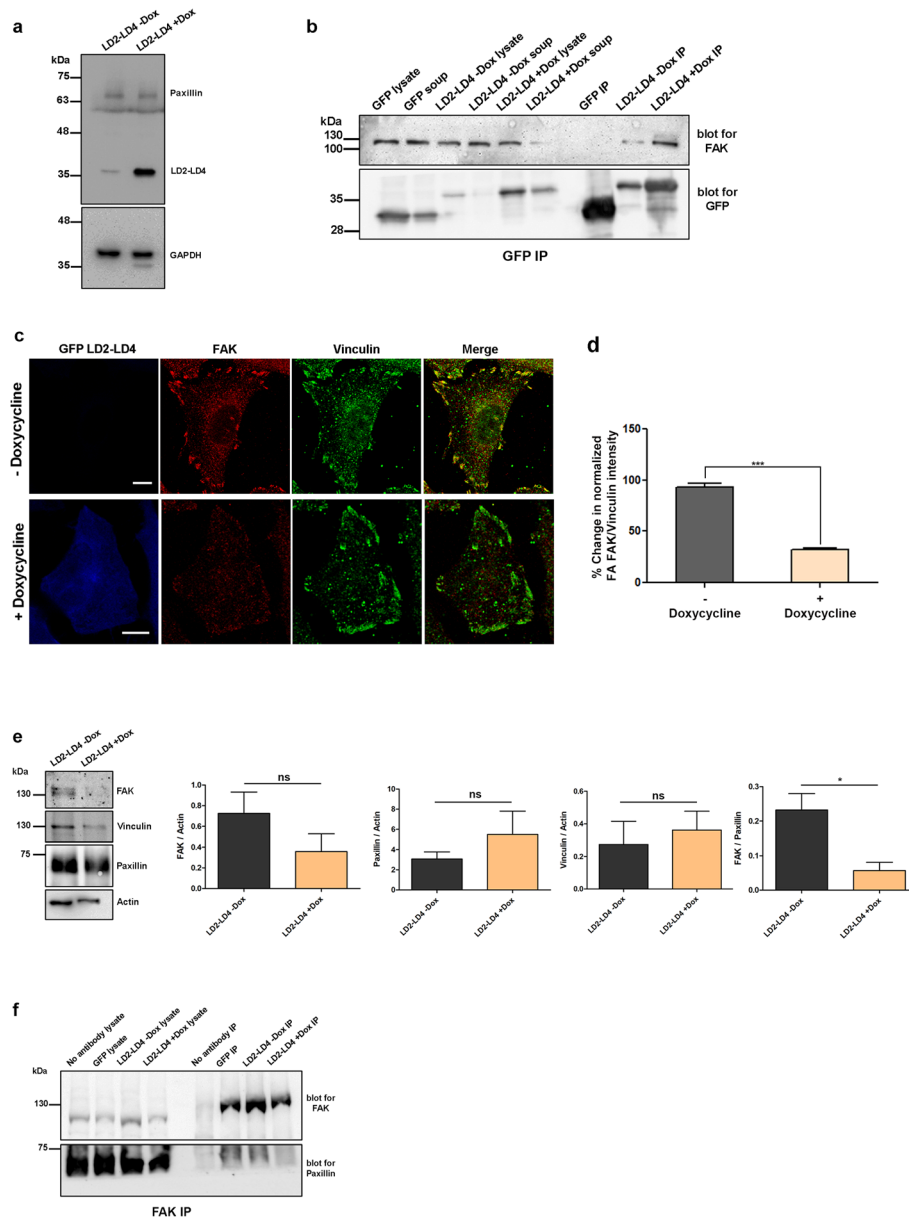 a
LD2-LD4 -Dox
LD2-LD4 +Dox
kDa
75
63
48
35
Paxillin
LD2-LD4
48
35
GAPDH
b
GFP lysate
GFP soup
LD2-LD4 -Dox lysate
LD2-LD4 -Dox soup
LD2-LD4 +Dox lysate
LD2-LD4 +Dox soup
GFP IP
LD2-LD4 -Dox IP
LD2-LD4 +Dox IP
kDa
130
100
blot for
FAK
35
28
blot for
GFP
GFP IP
c
GFP LD2-LD4
FAK
Vinculin
Merge
- Doxycycline
+ Doxycycline
d
% Change in normalized
FA FAK/Vinculin intensity
150
100
50
0
***
-
Doxycycline
+
Doxycycline
e
LD2-LD4 -Dox
LD2-LD4 +Dox
kDa
130
FAK
130
Vinculin
75
Paxillin
Actin
FAK / Actin
1.0
0.8
0.6
0.4
0.2
0.0
ns
LD2-LD4 -Dox
LD2-LD4 +Dox
Paxillin / Actin
10
8
6
4
2
0
ns
LD2-LD4 -Dox
LD2-LD4 +Dox
Vinculin / Actin
0.6
0.4
0.2
0.0
ns
LD2-LD4 -Dox
LD2-LD4 +Dox
FAK / Paxillin
0.3
0.2
0.1
0.0
*
LD2-LD4 -Dox
LD2-LD4 +Dox
f
No antibody lysate
GFP lysate
LD2-LD4 -Dox lysate
LD2-LD4 +Dox lysate
No antibody IP
GFP IP
LD2-LD4 -Dox IP
LD2-LD4 +Dox IP
kDa
130
blot for
FAK
75
blot for
Paxillin
FAK IP